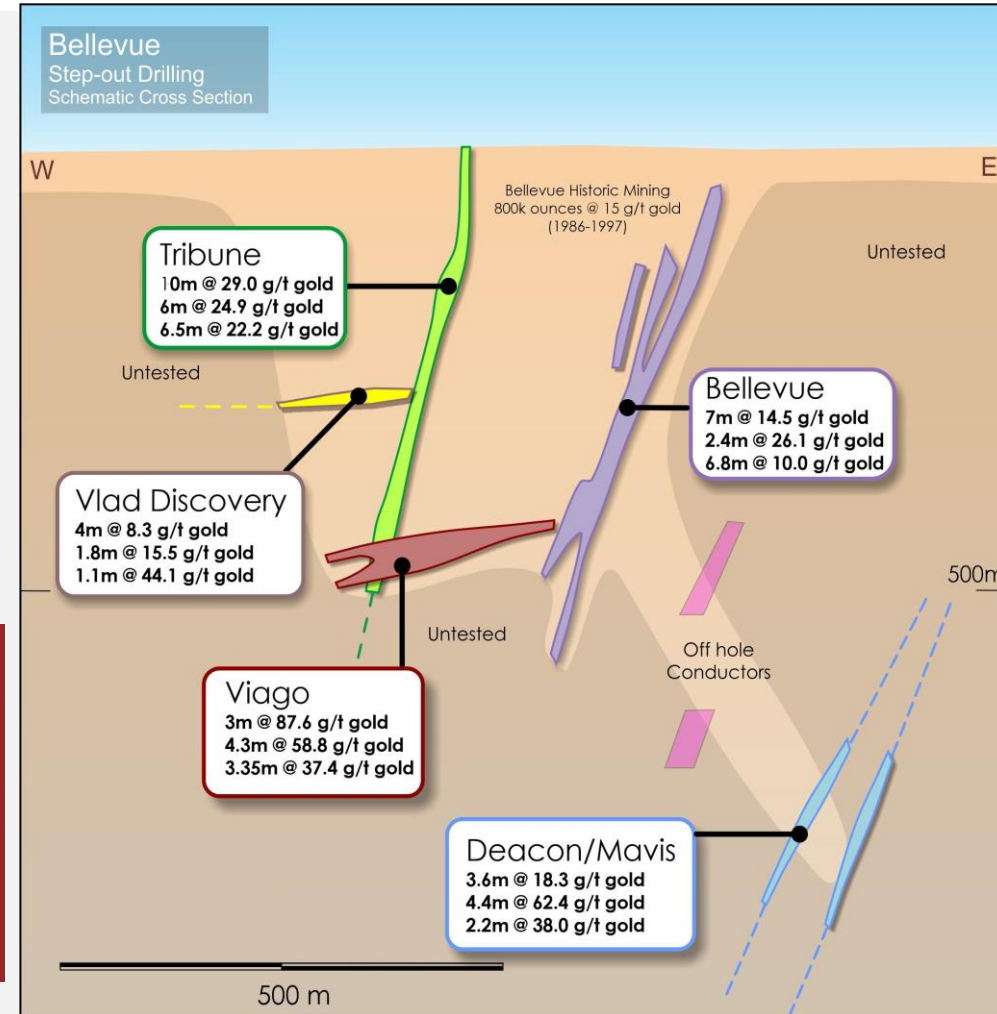 Bellevue
Step-out Drilling
Schematic Cross Section
W
E
Bellevue Historic Mining
800k ounces @ 15 g/t gold
(1986-1997)
Untested
Tribune
10m @ 29.0 g/t gold
6m @ 24.9 g/t gold
6.5m @ 22.2 g/t gold
Untested
Bellevue
7m @ 14.5 g/t gold
2.4m @ 26.1 g/t gold
6.8m @ 10.0 g/t gold
Vlad Discovery
4m @ 8.3 g/t gold
1.8m @ 15.5 g/t gold
1.1m @ 44.1 g/t gold
500m
Untested
Off hole
Conductors
Viago
3m @ 87.6 g/t gold
4.3m @ 58.8 g/t gold
3.35m @ 37.4 g/t gold
Deacon/Mavis
3.6m @ 18.3 g/t gold
4.4m @ 62.4 g/t gold
2.2m @ 38.0 g/t gold
500 m